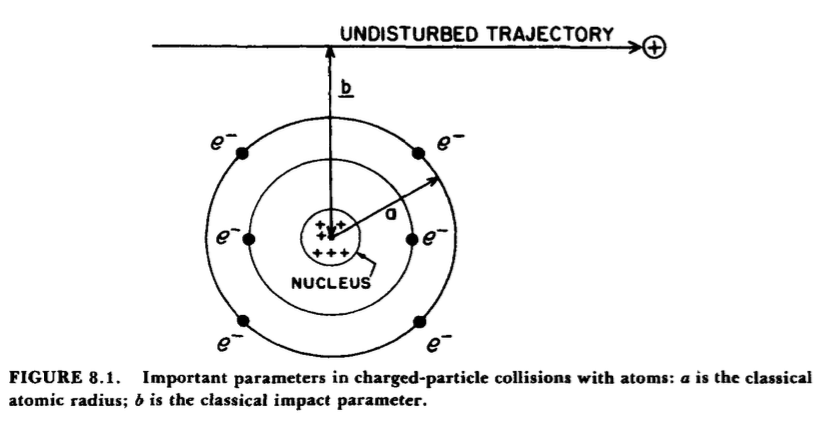 UNDISTURBED TRAJECTORY
+
b
e⁻ e⁻
a
e⁻ + + e⁻
+
+ + +
NUCLEUS
e⁻ e⁻
FIGURE 8.1. Important parameters in charged-particle collisions with atoms: a is the classical
atomic radius; b is the classical impact parameter.